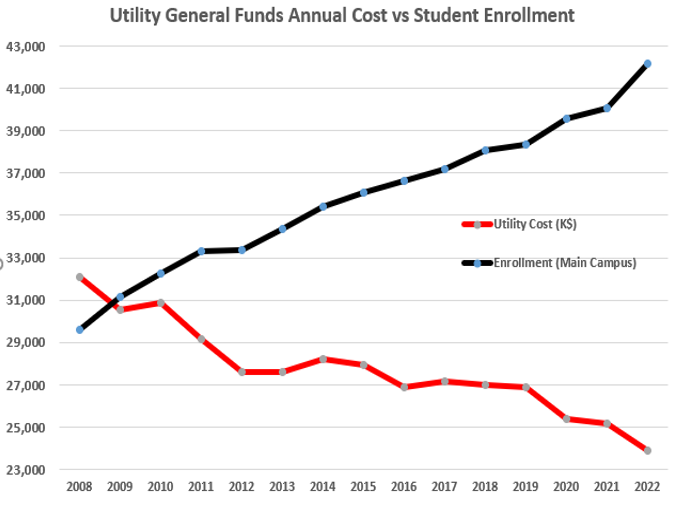 Utility General Funds Annual Cost vs Student Enrollment
43,000
41,000
39,000
37,000
35,000
33,000
31,000
29,000
27,000
25,000
23,000
Utility Cost (K$)
Enrollment (Main Campus)
2008 2009 2010 2011 2012 2013 2014 2015 2016 2017 2018 2019 2020 2021 2022